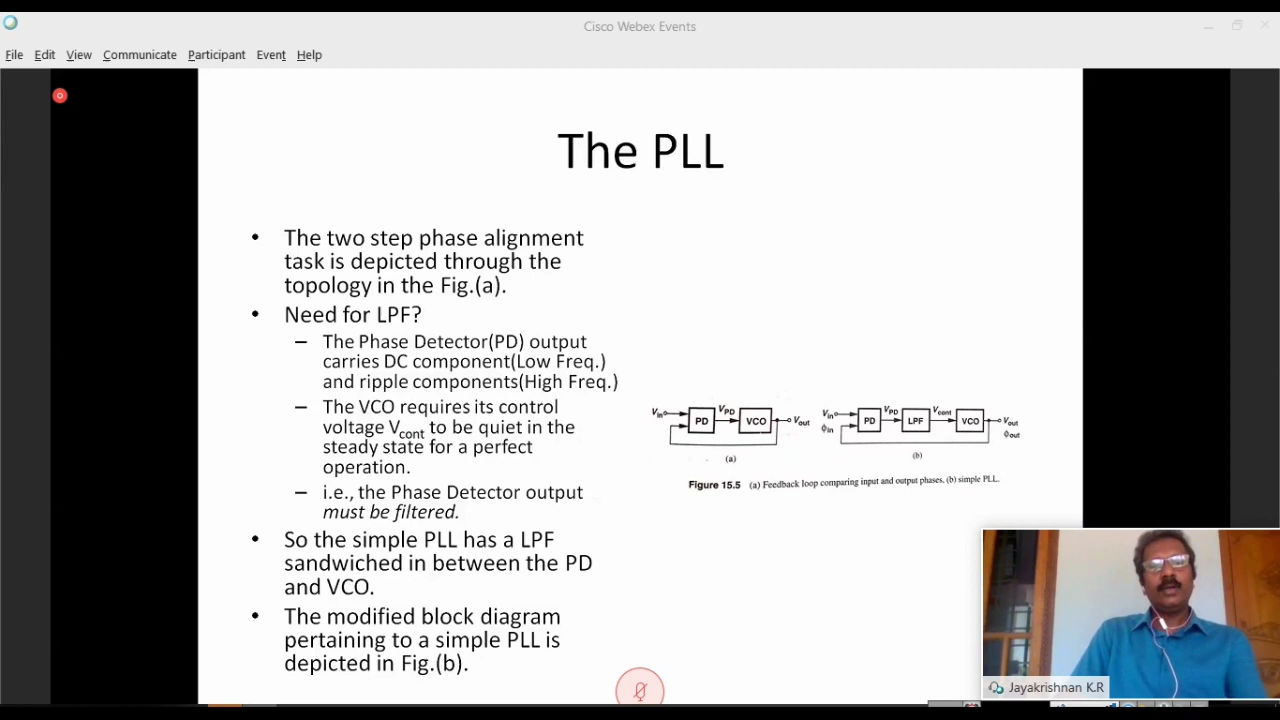 Cisco Webex Events
File Edit View Communicate Participant Event Help
The PLL
• The two step phase alignment
task is depicted through the
topology in the Fig.(a).
• Need for LPF?
– The Phase Detector(PD) output
carries DC component(Low Freq.)
and ripple components(High Freq.)
– The VCO requires its control
voltage Vcont to be quiet in the
steady state for a perfect
operation.
– i.e., the Phase Detector output
must be filtered.
• So the simple PLL has a LPF
sandwiched in between the PD
and VCO.
• The modified block diagram
pertaining to a simple PLL is
depicted in Fig.(b).
Vin PD VPD VCO Vout
(a)
Vin ϕin PD VPD LPF Vcont VCO Vout ϕout
(b)
Figure 15.5 (a) Feedback loop comparing input and output phases, (b) simple PLL.
Jayakrishnan K.R